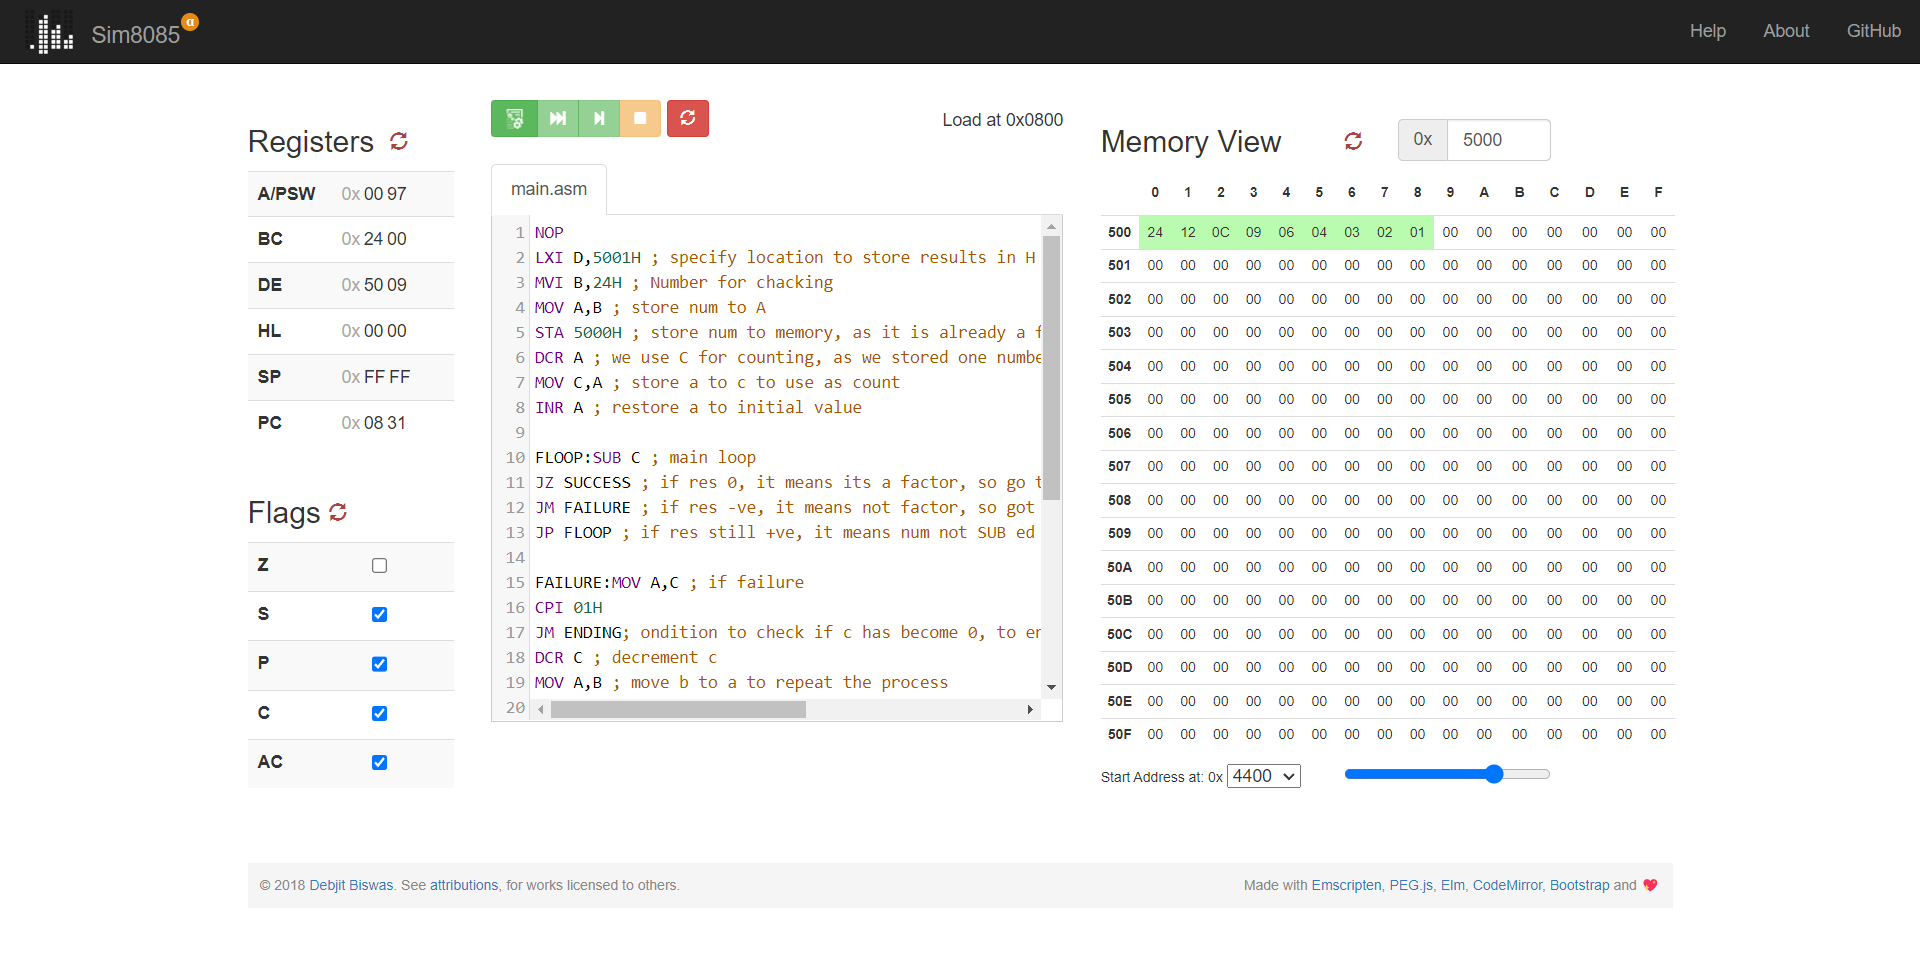 Sim8085 α
Help About GitHub
Registers
A/PSW 0x 00 97
BC 0x 24 00
DE 0x 50 09
HL 0x 00 00
SP 0x FF FF
PC 0x 08 31
Flags
Z
S
P
C
AC
Load at 0x0800
main.asm
1 NOP
2 LXI D,5001H ; specify location to store results in H
3 MVI B,24H ; Number for chacking
4 MOV A,B ; store num to A
5 STA 5000H ; store num to memory, as it is already a f
6 DCR A ; we use C for counting, as we stored one numbe
7 MOV C,A ; store a to c to use as count
8 INR A ; restore a to initial value
9
10 FLOOP:SUB C ; main loop
11 JZ SUCCESS ; if res 0, it means its a factor, so go t
12 JM FAILURE ; if res -ve, it means not factor, so got
13 JP FLOOP ; if res still +ve, it means num not SUB ed
14
15 FAILURE:MOV A,C ; if failure
16 CPI 01H
17 JM ENDING; ondition to check if c has become 0, to en
18 DCR C ; decrement c
19 MOV A,B ; move b to a to repeat the process
20
Memory View 0x 5000
0 1 2 3 4 5 6 7 8 9 A B C D E F
500 24 12 0C 09 06 04 03 02 01 00 00 00 00 00 00 00
501 00 00 00 00 00 00 00 00 00 00 00 00 00 00 00 00
502 00 00 00 00 00 00 00 00 00 00 00 00 00 00 00 00
503 00 00 00 00 00 00 00 00 00 00 00 00 00 00 00 00
504 00 00 00 00 00 00 00 00 00 00 00 00 00 00 00 00
505 00 00 00 00 00 00 00 00 00 00 00 00 00 00 00 00
506 00 00 00 00 00 00 00 00 00 00 00 00 00 00 00 00
507 00 00 00 00 00 00 00 00 00 00 00 00 00 00 00 00
508 00 00 00 00 00 00 00 00 00 00 00 00 00 00 00 00
509 00 00 00 00 00 00 00 00 00 00 00 00 00 00 00 00
50A 00 00 00 00 00 00 00 00 00 00 00 00 00 00 00 00
50B 00 00 00 00 00 00 00 00 00 00 00 00 00 00 00 00
50C 00 00 00 00 00 00 00 00 00 00 00 00 00 00 00 00
50D 00 00 00 00 00 00 00 00 00 00 00 00 00 00 00 00
50E 00 00 00 00 00 00 00 00 00 00 00 00 00 00 00 00
50F 00 00 00 00 00 00 00 00 00 00 00 00 00 00 00 00
Start Address at: 0x 4400
© 2018 Debjit Biswas. See attributions, for works licensed to others.
Made with Emscripten, PEG.js, Elm, CodeMirror, Bootstrap and 💖